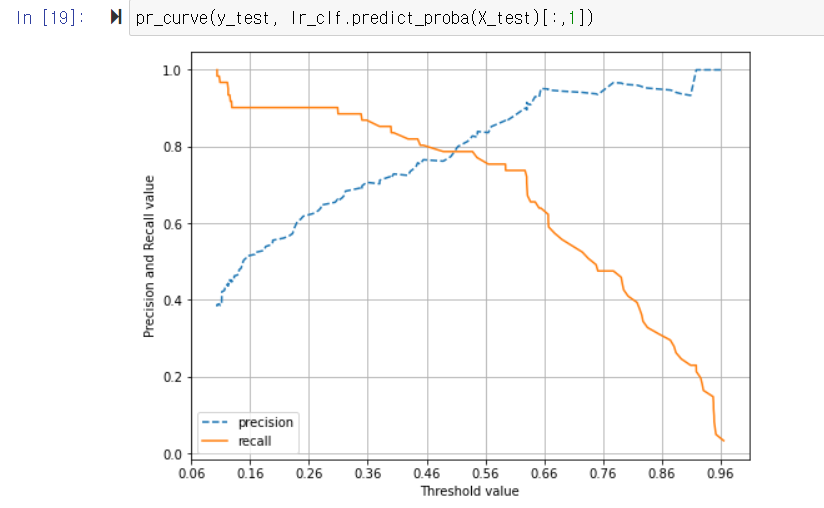 In [19]: pr_curve(y_test, lr_clf.predict_proba(X_test)[:,1])
1.0
0.8
0.6
0.4
0.2
0.0
Precision and Recall value
precision
recall
0.06 0.16 0.26 0.36 0.46 0.56 0.66 0.76 0.86 0.96
Threshold value